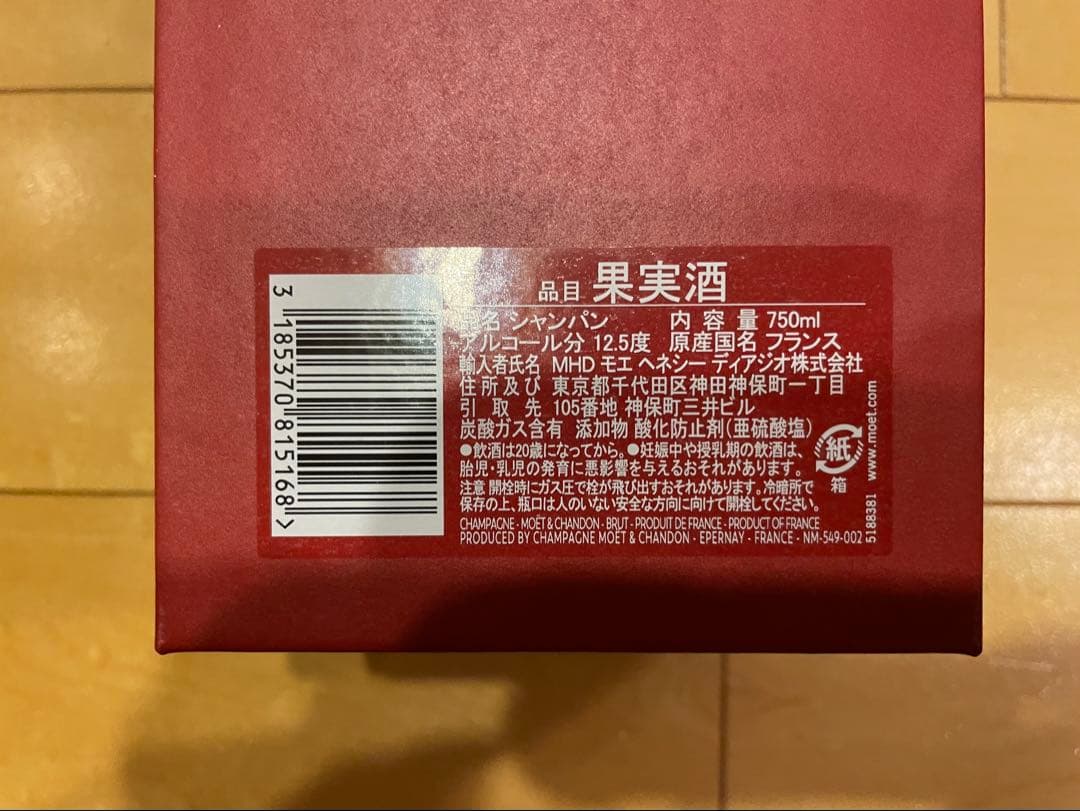 品目 果実酒
品名 シャンパン 内容量 750ml
アルコール分 12.5度 原産国名 フランス
輸入者氏名 MHD モエ ヘネシー ディアジオ株式会社
住所及び 東京都千代田区神田神保町一丁目
引取先 105番地 神保町三井ビル
炭酸ガス含有 添加物 酸化防止剤(亜硫酸塩)
●飲酒は20歳になってから。●妊娠中や授乳期の飲酒は、
胎児・乳児の発育に悪影響を与えるおそれがあります。
注意 開栓時にガス圧で栓が飛び出すおそれがあります。冷暗所で
保存の上、瓶口は人のいない安全な方向に向けて開栓してください。
CHAMPAGNE - MOËT & CHANDON - BRUT - PRODUIT DE FRANCE - PRODUCT OF FRANCE
PRODUCED BY CHAMPAGNE MOËT & CHANDON - EPERNAY - FRANCE - NM-549-002
紙
箱
518831 www.moet.com
3 185370 815168 >